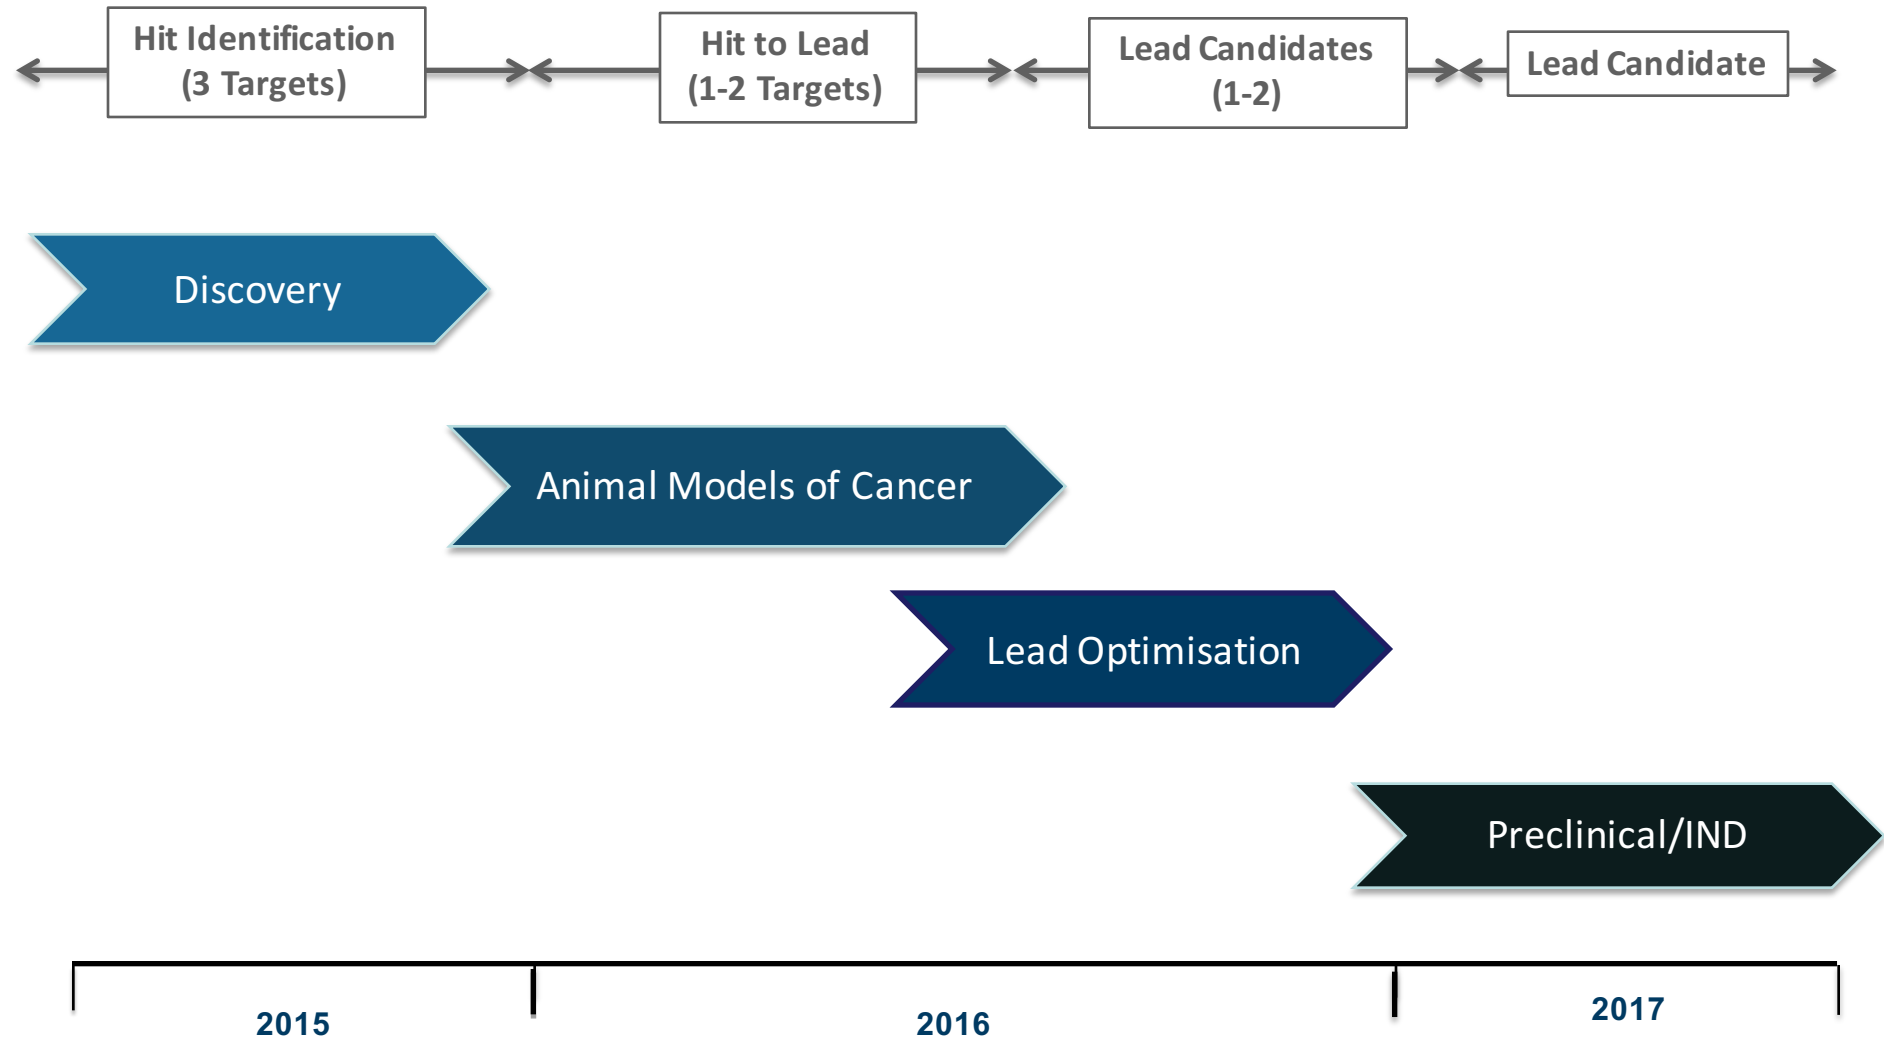 Hit Identification
(3 Targets)
Hit to Lead
(1-2 Targets)
Lead Candidates
(1-2)
Lead Candidate
Discovery
Animal Models of Cancer
Lead Optimisation
Preclinical/IND
2015
2016
2017